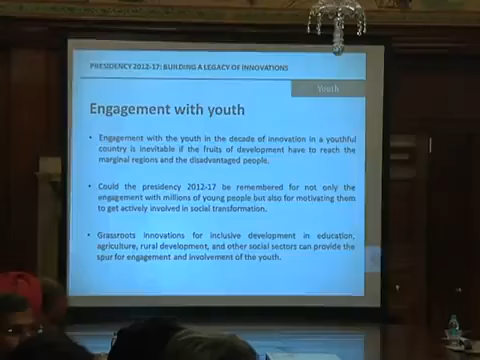 PRESIDENCY 2012-17: BUILDING A LEGACY OF INNOVATIONS
Youth
Engagement with youth
• Engagement with the youth in the decade of innovation in a youthful
country is inevitable if the fruits of development have to reach the
marginal regions and the disadvantaged people.
• Could the presidency 2012-17 be remembered for not only the
engagement with millions of young people but also for motivating them
to get actively involved in social transformation.
• Grassroots innovations for inclusive development in education,
agriculture, rural development, and other social sectors can provide the
spur for engagement and involvement of the youth.